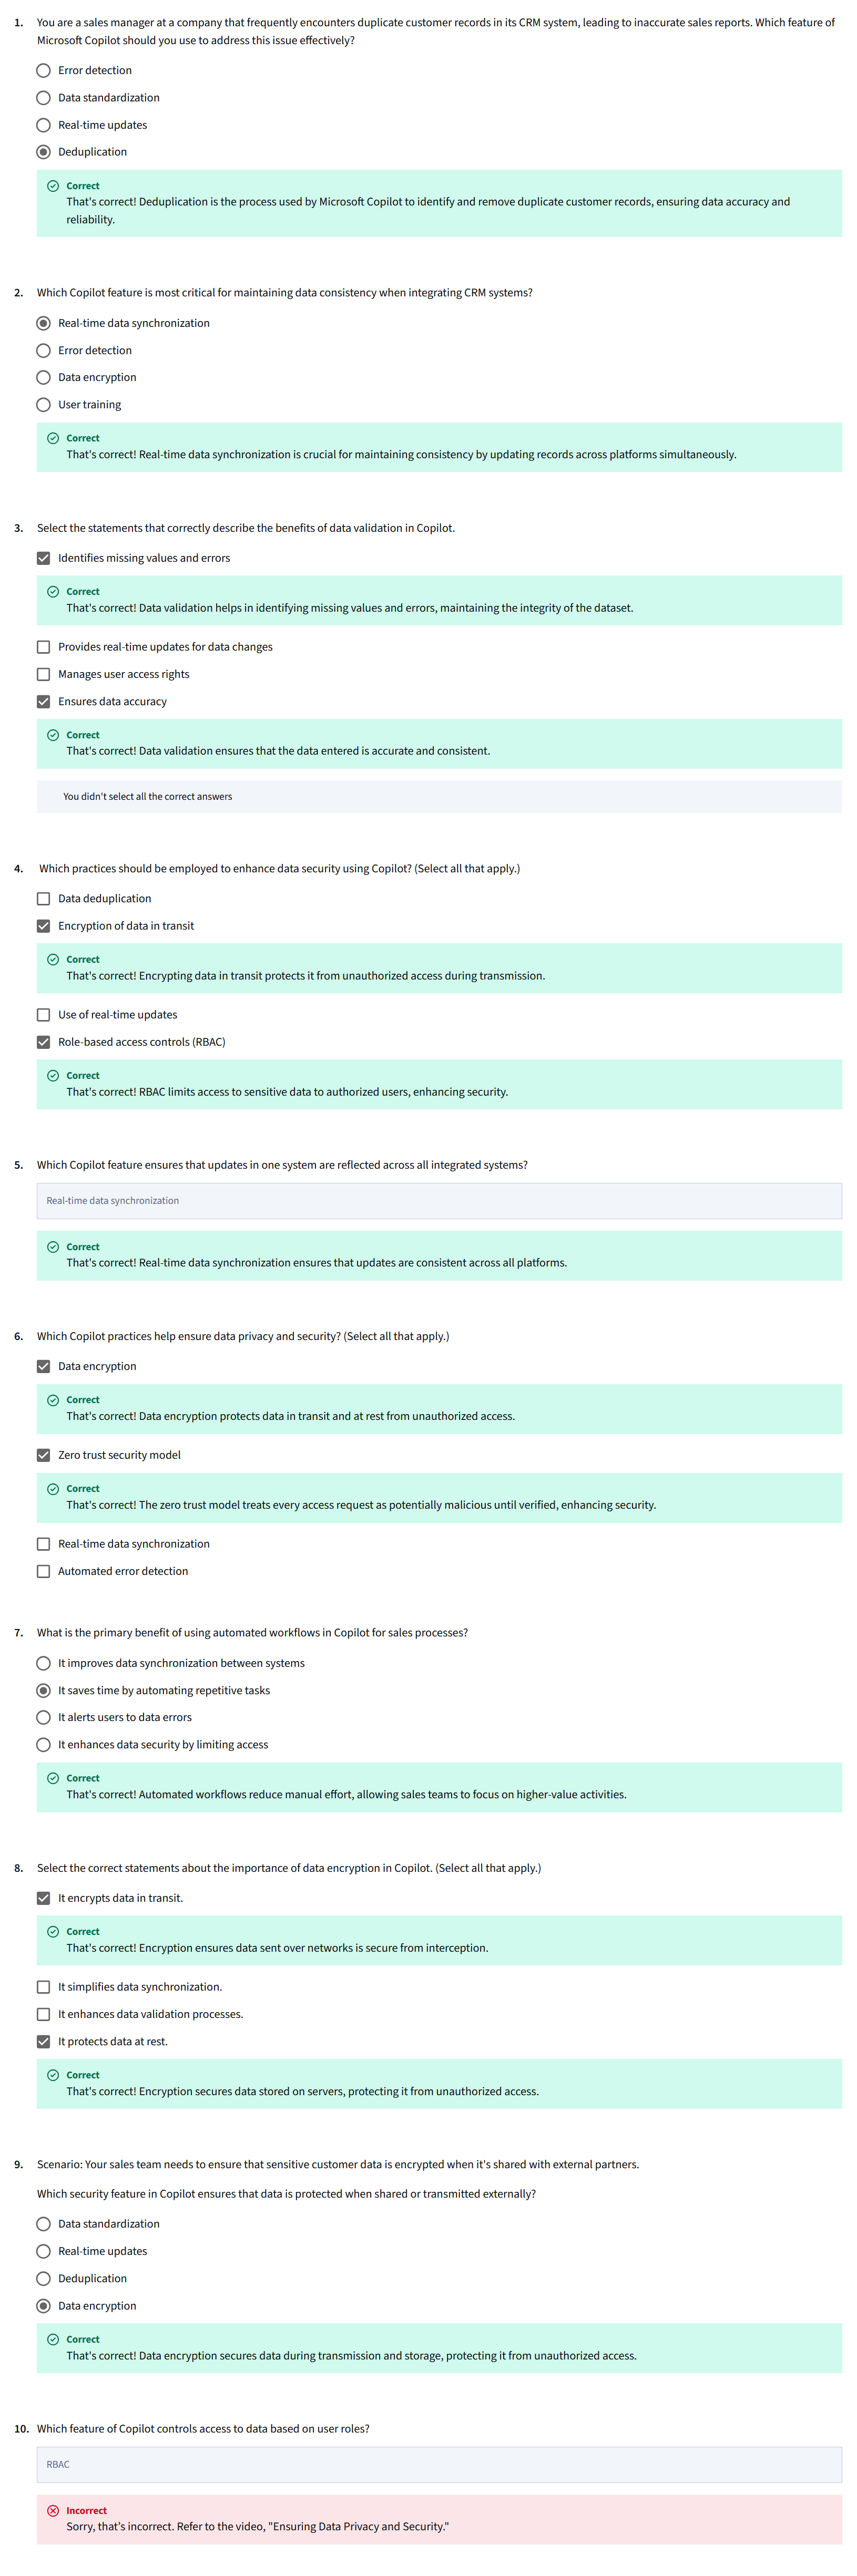 1. You are a sales manager at a company that frequently encounters duplicate customer records in its CRM system, leading to inaccurate sales reports. Which feature of
Microsoft Copilot should you use to address this issue effectively?
Error detection
Data standardization
Real-time updates
Deduplication
Correct
That's correct! Deduplication is the process used by Microsoft Copilot to identify and remove duplicate customer records, ensuring data accuracy and
reliability.
2. Which Copilot feature is most critical for maintaining data consistency when integrating CRM systems?
Real-time data synchronization
Error detection
Data encryption
User training
Correct
That's correct! Real-time data synchronization is crucial for maintaining consistency by updating records across platforms simultaneously.
3. Select the statements that correctly describe the benefits of data validation in Copilot.
Identifies missing values and errors
Correct
That's correct! Data validation helps in identifying missing values and errors, maintaining the integrity of the dataset.
Provides real-time updates for data changes
Manages user access rights
Ensures data accuracy
Correct
That's correct! Data validation ensures that the data entered is accurate and consistent.
You didn't select all the correct answers
4. Which practices should be employed to enhance data security using Copilot? (Select all that apply.)
Data deduplication
Encryption of data in transit
Correct
That's correct! Encrypting data in transit protects it from unauthorized access during transmission.
Use of real-time updates
Role-based access controls (RBAC)
Correct
That's correct! RBAC limits access to sensitive data to authorized users, enhancing security.
5. Which Copilot feature ensures that updates in one system are reflected across all integrated systems?
Real-time data synchronization
Correct
That's correct! Real-time data synchronization ensures that updates are consistent across all platforms.
6. Which Copilot practices help ensure data privacy and security? (Select all that apply.)
Data encryption
Correct
That's correct! Data encryption protects data in transit and at rest from unauthorized access.
Zero trust security model
Correct
That's correct! The zero trust model treats every access request as potentially malicious until verified, enhancing security.
Real-time data synchronization
Automated error detection
7. What is the primary benefit of using automated workflows in Copilot for sales processes?
It improves data synchronization between systems
It saves time by automating repetitive tasks
It alerts users to data errors
It enhances data security by limiting access
Correct
That's correct! Automated workflows reduce manual effort, allowing sales teams to focus on higher-value activities.
8. Select the correct statements about the importance of data encryption in Copilot. (Select all that apply.)
It encrypts data in transit.
Correct
That's correct! Encryption ensures data sent over networks is secure from interception.
It simplifies data synchronization.
It enhances data validation processes.
It protects data at rest.
Correct
That's correct! Encryption secures data stored on servers, protecting it from unauthorized access.
9. Scenario: Your sales team needs to ensure that sensitive customer data is encrypted when it's shared with external partners.
Which security feature in Copilot ensures that data is protected when shared or transmitted externally?
Data standardization
Real-time updates
Deduplication
Data encryption
Correct
That's correct! Data encryption secures data during transmission and storage, protecting it from unauthorized access.
10. Which feature of Copilot controls access to data based on user roles?
RBAC
Incorrect
Sorry, that's incorrect. Refer to the video, "Ensuring Data Privacy and Security."